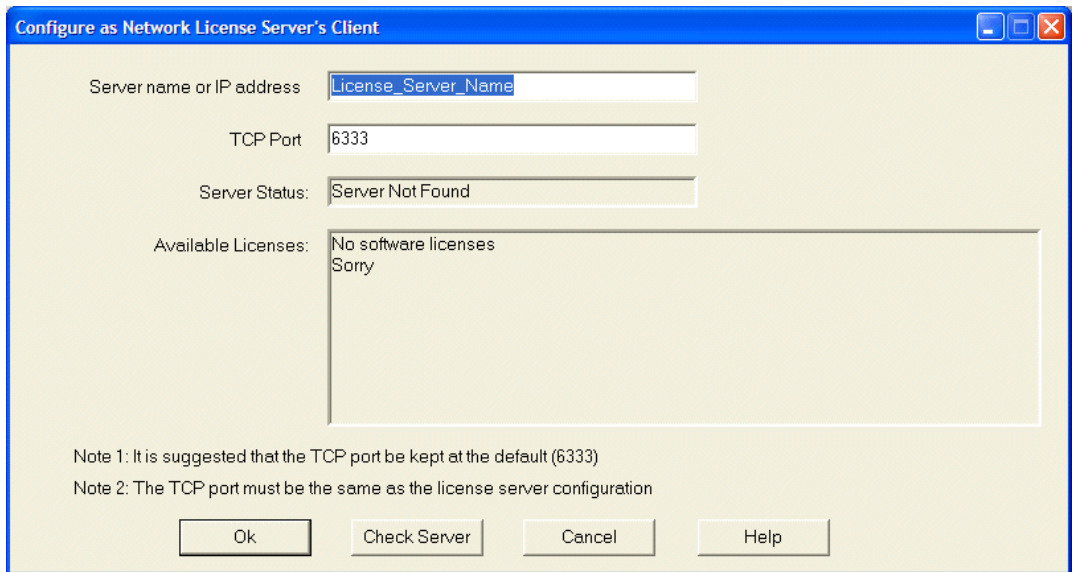 Configure as Network License Server's Client
Server name or IP address License_Server_Name
TCP Port 6333
Server Status: Server Not Found
Available Licenses: No software licenses
Sorry
Note 1: It is suggested that the TCP port be kept at the default (6333)
Note 2: The TCP port must be the same as the license server configuration
Ok Check Server Cancel Help